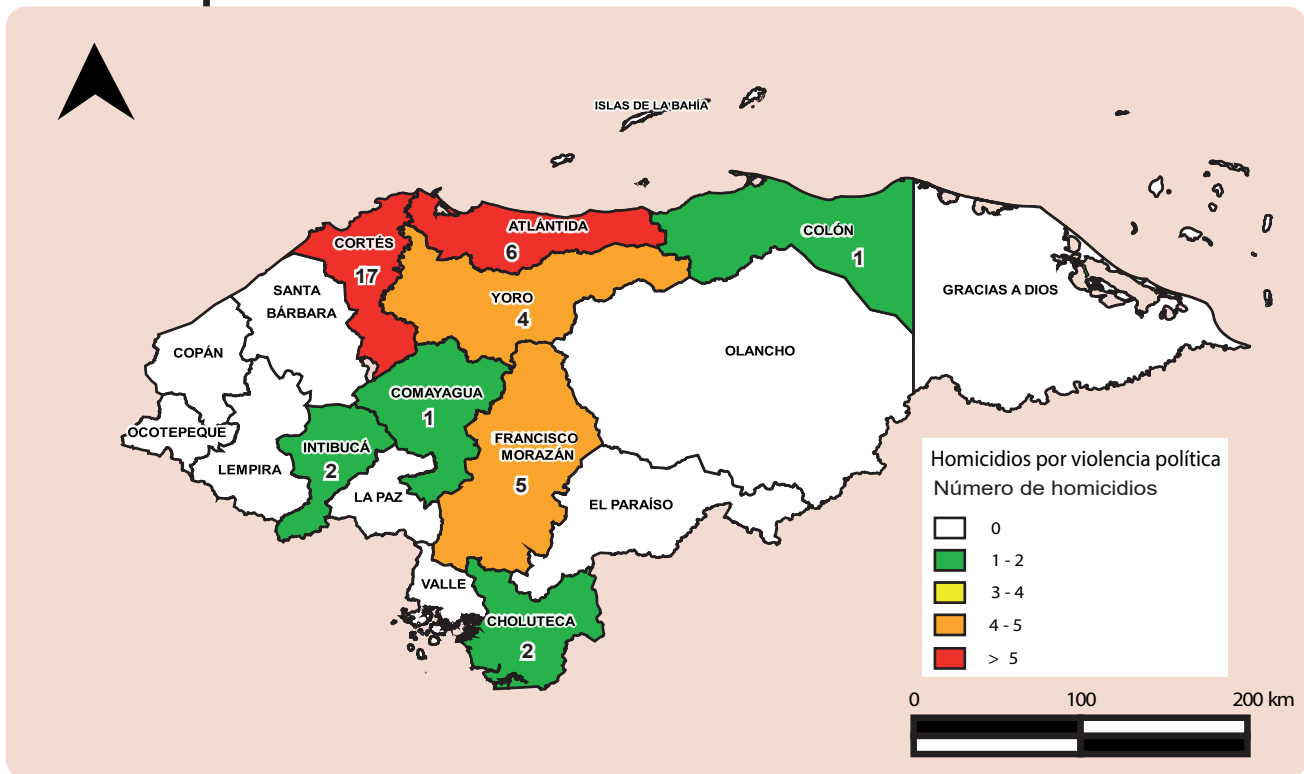 ISLAS DE LA BAHÍA
ATLÁNTIDA
6
COLÓN
1
CORTÉS
17
SANTA
BÁRBARA
YORO
4
GRACIAS A DIOS
COPÁN
OLANCHO
COMAYAGUA
1
OCOTEPEQUE
INTIBUCÁ
2
FRANCISCO
MORAZÁN
5
LEMPIRA
LA PAZ
EL PARAÍSO
VALLE
CHOLUTECA
2
Homicidios por violencia política
Número de homicidios
0
1 - 2
3 - 4
4 - 5
> 5
0 100 200 km